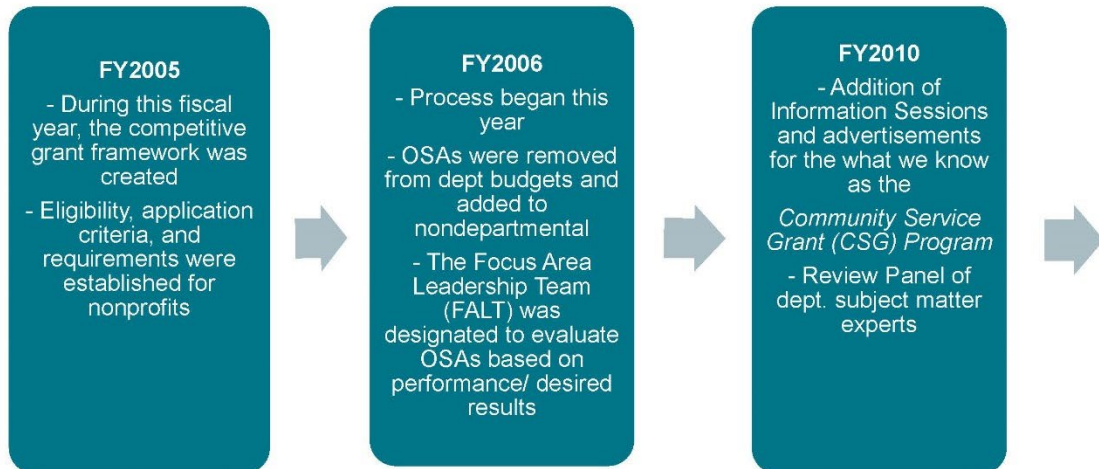 FY2005
- During this fiscal
year, the competitive
grant framework was
created
- Eligibility, application
criteria, and
requirements were
established for
nonprofits
FY2006
- Process began this
year
- OSAs were removed
from dept budgets and
added to
nondepartmental
- The Focus Area
Leadership Team
(FALT) was
designated to evaluate
OSAs based on
performance/ desired
results
FY2010
- Addition of
Information Sessions
and advertisements
for the what we know
as the
Community Service
Grant (CSG) Program
- Review Panel of
dept. subject matter
experts